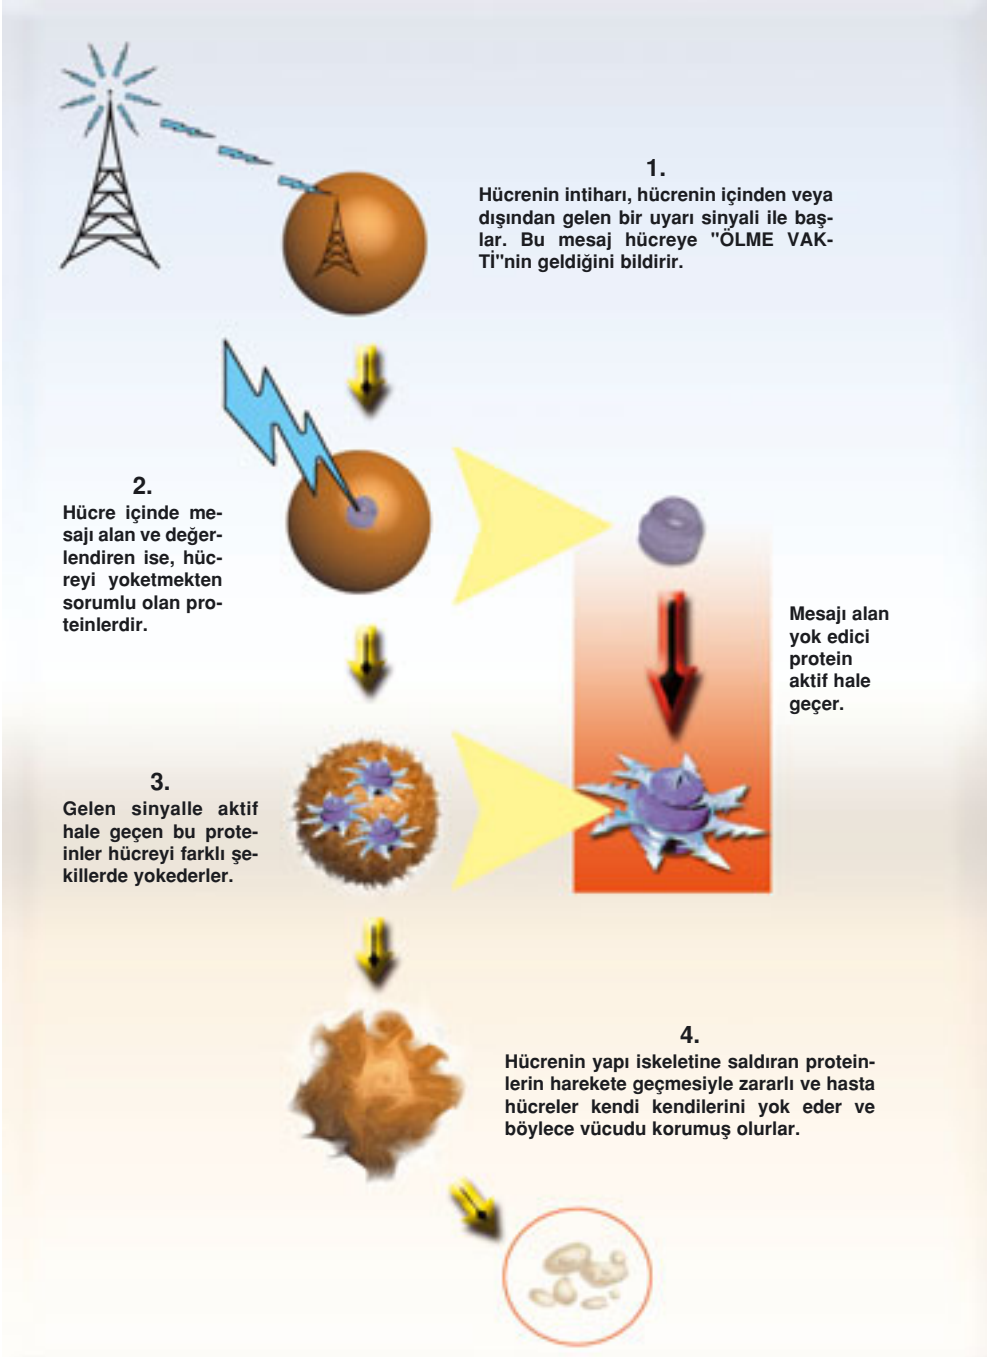 1.
Hücrenin intiharı, hücrenin içinden veya
dışından gelen bir uyarı sinyali ile baş-
lar. Bu mesaj hücreye "ÖLME VAK-
Tİ"nin geldiğini bildirir.
2.
Hücre içinde me-
sajı alan ve değer-
lendiren ise, hüc-
reyi yoketmekten
sorumlu olan pro-
teinlerdir.
Mesajı alan
yok edici
protein
aktif hale
geçer.
3.
Gelen sinyalle aktif
hale geçen bu prote-
inler hücreyi farklı şe-
killerde yokederler.
4.
Hücrenin yapı iskeletine saldıran protein-
lerin harekete geçmesiyle zararlı ve hasta
hücreler kendi kendilerini yok eder ve
böylece vücudu korumuş olurlar.